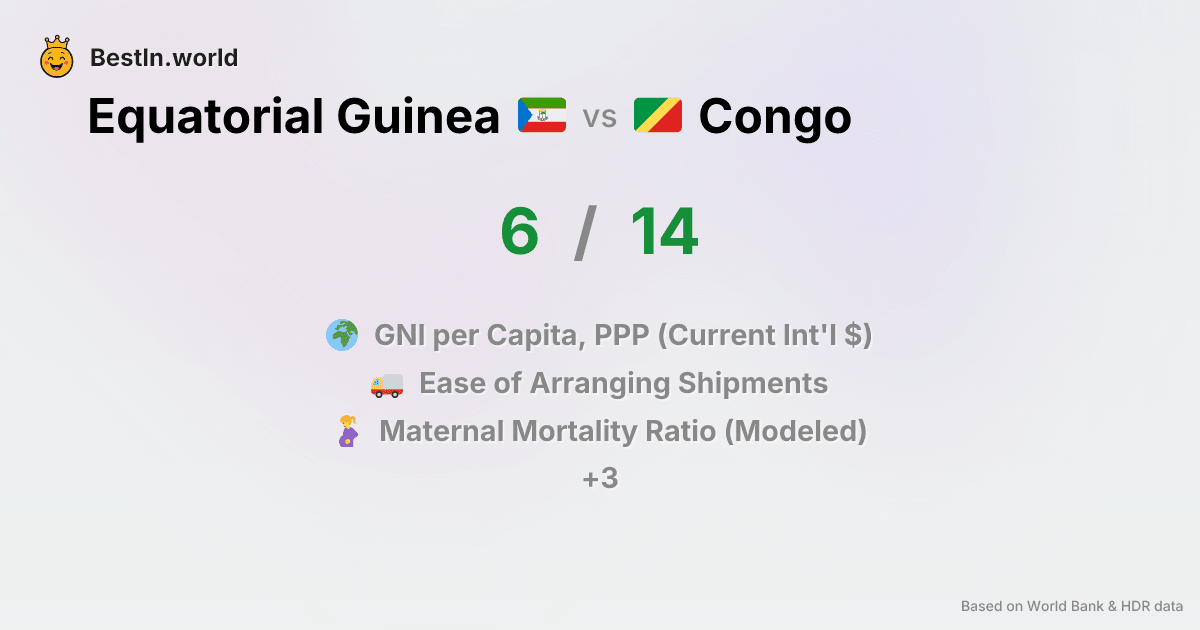 BestIn.world
Equatorial Guinea vs Congo
6 / 14
GNI per Capita, PPP (Current Int'l $)
Ease of Arranging Shipments
Maternal Mortality Ratio (Modeled)
+3
Based on World Bank & HDR data